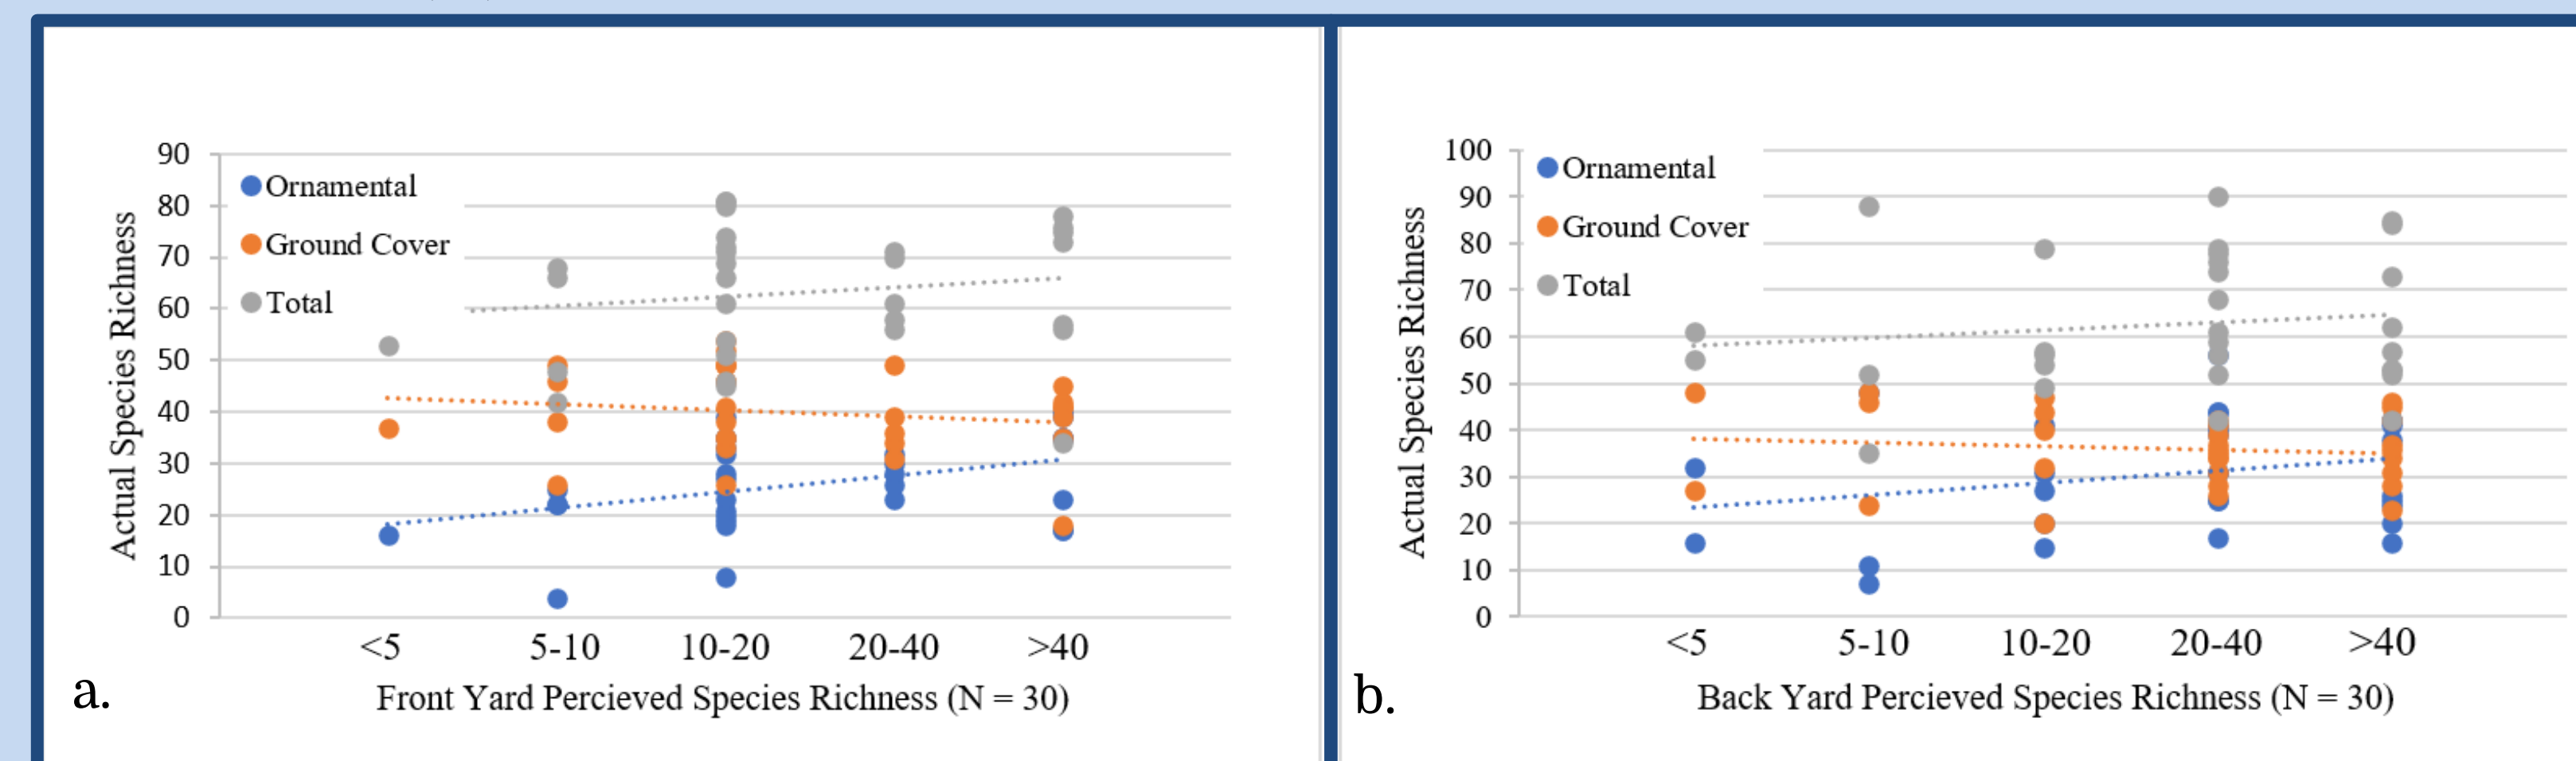 90
80
70
60
50
40
30
20
10
0
Actual Species Richness
Ornamental
Ground Cover
Total
<5 5-10 10-20 20-40 >40
Front Yard Percieved Species Richness (N = 30)
a.
100
90
80
70
60
50
40
30
20
10
0
Actual Species Richness
Ornamental
Ground Cover
Total
<5 5-10 10-20 20-40 >40
Back Yard Percieved Species Richness (N = 30)
b.